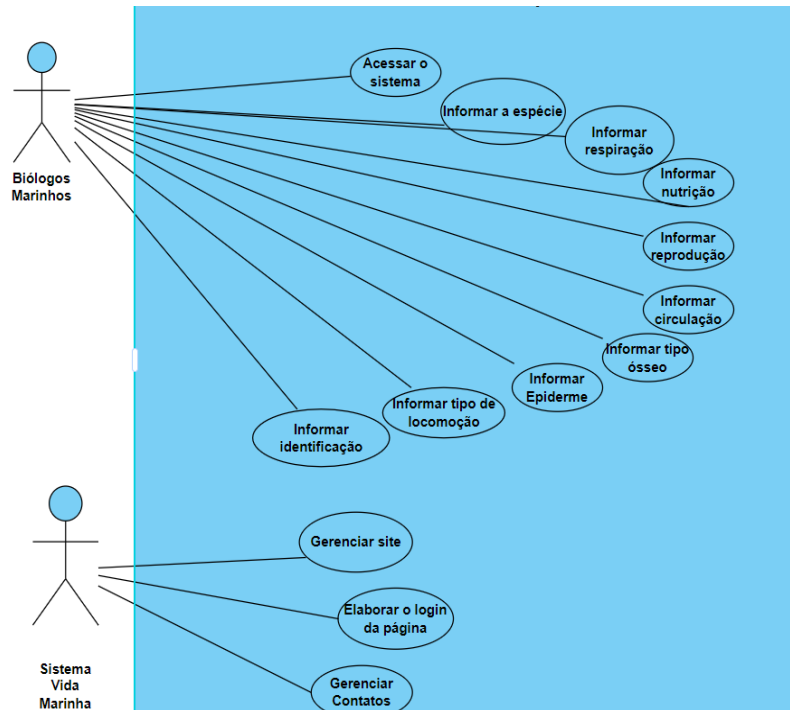 Acessar o
sistema
Informar a espécie
Informar
respiração
Informar
nutrição
Informar
reprodução
Informar
circulação
Informar tipo
ósseo
Informar
Epiderme
Informar tipo de
locomoção
Informar
identificação
Biólogos
Marinhos
Gerenciar site
Elaborar o login
da página
Gerenciar
Contatos
Sistema
Vida
Marinha